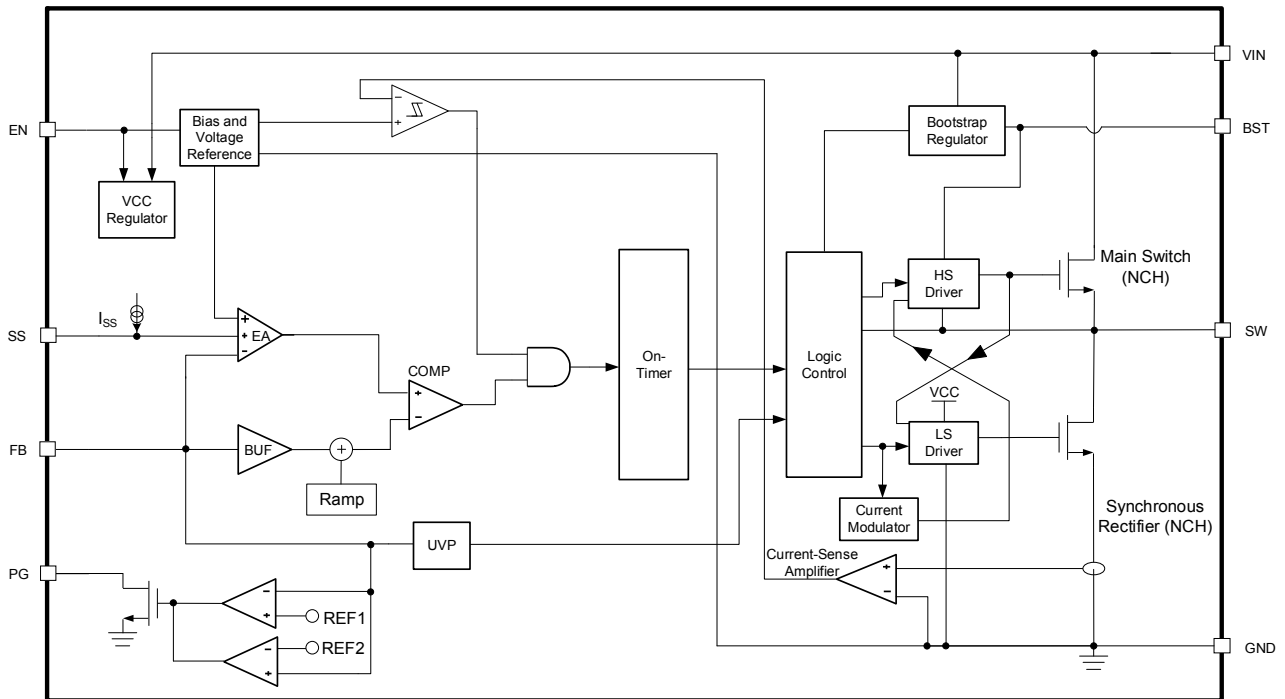 VIN
EN
Bias and
Voltage
Reference
-
+
Bootstrap
Regulator
BST
VCC
Regulator
HS
Driver
Main Switch
(NCH)
SS
ISS
+
+
-
EA
On-
Timer
Logic
Control
SW
COMP
+
-
VCC
FB
BUF
+
LS
Driver
Ramp
Current
Modulator
Synchronous
Rectifier (NCH)
UVP
Current-Sense
Amplifier
+
-
PG
-
+
REF1
REF2
-
+
GND